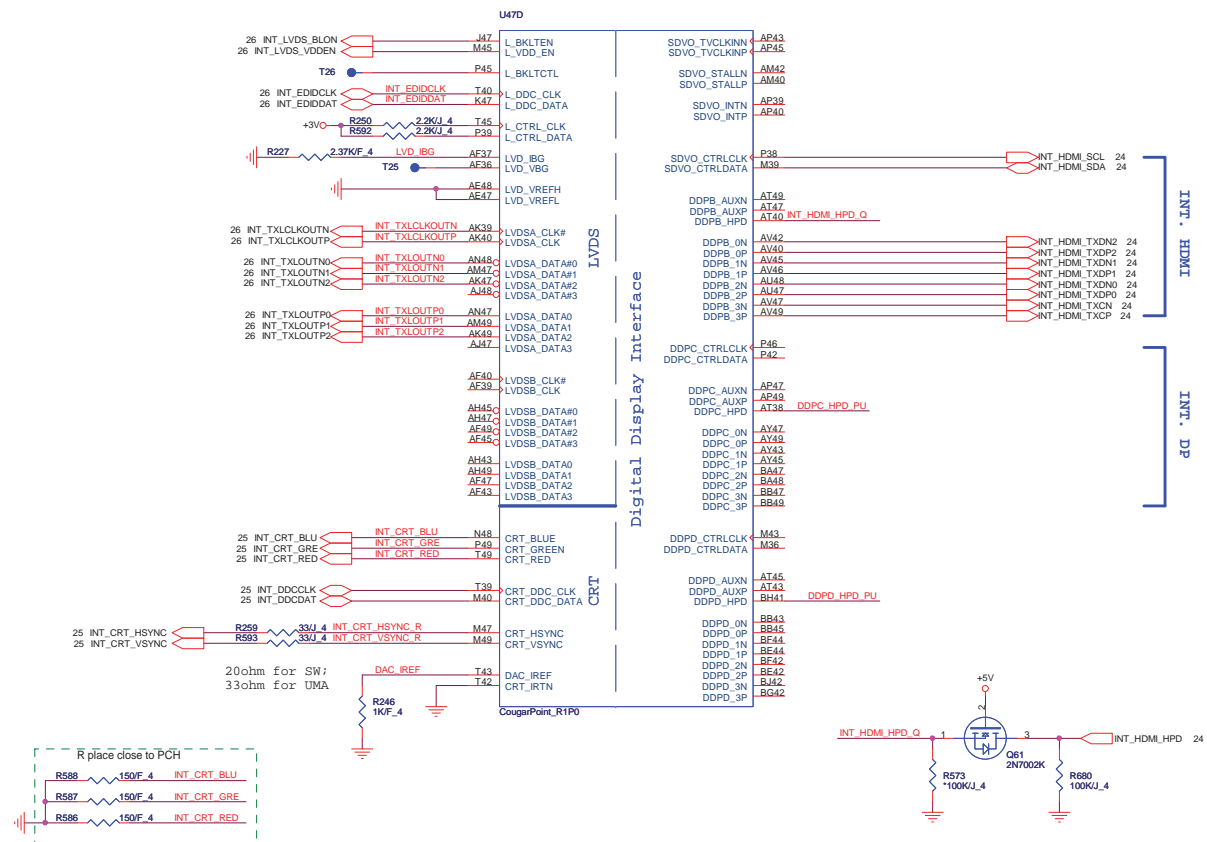 U47D
26 INT_LVDS_BLON J47 L_BKLTEN
26 INT_LVDS_VDDEN M45 L_VDD_EN
T26 P45 L_BKLTCTL
26 INT_EDIDCLK INT_EDIDCLK T40 L_DDC_CLK
26 INT_EDIDDAT INT_EDIDDAT K47 L_DDC_DATA
+3V R250 2.2K/J_4 T45 L_CTRL_CLK
R592 2.2K/J_4 P39 L_CTRL_DATA
R227 2.37K/F_4 LVD_IBG AF37 LVD_IBG
T25 AF36 LVD_VBG
AE48 LVD_VREFH
AE47 LVD_VREFL
26 INT_TXLCLKOUTN INT_TXLCLKOUTN AK39 LVDSA_CLK#
26 INT_TXLCLKOUTP INT_TXLCLKOUTP AK40 LVDSA_CLK
26 INT_TXLOUTN0 INT_TXLOUTN0 AN48 LVDSA_DATA#0
26 INT_TXLOUTN1 INT_TXLOUTN1 AM47 LVDSA_DATA#1
26 INT_TXLOUTN2 INT_TXLOUTN2 AK47 LVDSA_DATA#2
AJ48 LVDSA_DATA#3
26 INT_TXLOUTP0 INT_TXLOUTP0 AN47 LVDSA_DATA0
26 INT_TXLOUTP1 INT_TXLOUTP1 AM49 LVDSA_DATA1
26 INT_TXLOUTP2 INT_TXLOUTP2 AK49 LVDSA_DATA2
AJ47 LVDSA_DATA3
AF40 LVDSB_CLK#
AF39 LVDSB_CLK
AH45 LVDSB_DATA#0
AH47 LVDSB_DATA#1
AF49 LVDSB_DATA#2
AF45 LVDSB_DATA#3
AH43 LVDSB_DATA0
AH49 LVDSB_DATA1
AF47 LVDSB_DATA2
AF43 LVDSB_DATA3
LVDS
25 INT_CRT_BLU INT_CRT_BLU N48 CRT_BLUE
25 INT_CRT_GRE INT_CRT_GRE P49 CRT_GREEN
25 INT_CRT_RED INT_CRT_RED T49 CRT_RED
25 INT_DDCCLK T39 CRT_DDC_CLK
25 INT_DDCDAT M40 CRT_DDC_DATA
25 INT_CRT_HSYNC R259 33/J_4 INT_CRT_HSYNC_R M47 CRT_HSYNC
25 INT_CRT_VSYNC R593 33/J_4 INT_CRT_VSYNC_R M49 CRT_VSYNC
20ohm for SW;
33ohm for UMA
DAC_IREF T43 DAC_IREF
T42 CRT_IRTN
R246
1K/F_4
CRT
Digital Display Interface
CougarPoint_R1P0
SDVO_TVCLKINN AP43
SDVO_TVCLKINP AP45
SDVO_STALLN AM42
SDVO_STALLP AM40
SDVO_INTN AP39
SDVO_INTP AP40
SDVO_CTRLCLK P38 INT_HDMI_SCL 24
SDVO_CTRLDATA M39 INT_HDMI_SDA 24
DDPB_AUXN AT49
DDPB_AUXP AT47
DDPB_HPD AT40 INT_HDMI_HPD_Q
DDPB_0N AV42 INT_HDMI_TXDN2 24
DDPB_0P AV40 INT_HDMI_TXDP2 24
DDPB_1N AV45 INT_HDMI_TXDN1 24
DDPB_1P AV46 INT_HDMI_TXDP1 24
DDPB_2N AU48 INT_HDMI_TXDN0 24
DDPB_2P AU47 INT_HDMI_TXDP0 24
DDPB_3N AV47 INT_HDMI_TXCN 24
DDPB_3P AV49 INT_HDMI_TXCP 24
INT. HDMI
DDPC_CTRLCLK P46
DDPC_CTRLDATA P42
DDPC_AUXN AP47
DDPC_AUXP AP49
DDPC_HPD AT38 DDPC_HPD_PU
DDPC_0N AY47
DDPC_0P AY49
DDPC_1N AY43
DDPC_1P AY45
DDPC_2N BA47
DDPC_2P BA48
DDPC_3N BB47
DDPC_3P BB49
INT. DP
DDPD_CTRLCLK M43
DDPD_CTRLDATA M36
DDPD_AUXN AT45
DDPD_AUXP AT43
DDPD_HPD BH41 DDPD_HPD_PU
DDPD_0N BB43
DDPD_0P BB45
DDPD_1N BF44
DDPD_1P BE44
DDPD_2N BF42
DDPD_2P BE42
DDPD_3N BJ42
DDPD_3P BG42
R place close to PCH
R588 150/F_4 INT_CRT_BLU
R587 150/F_4 INT_CRT_GRE
R586 150/F_4 INT_CRT_RED
+5V
2
INT_HDMI_HPD_Q 1 3 INT_HDMI_HPD 24
Q61
2N7002K
R573
*100K/J_4
R680
100K/J_4